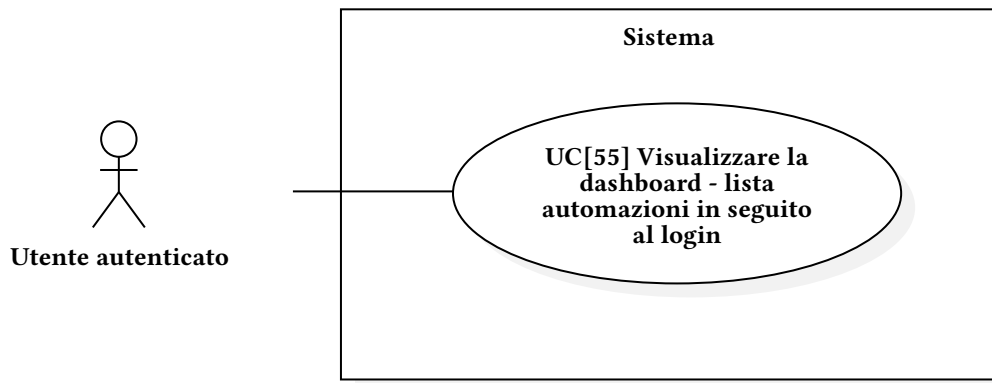 Sistema
UC[55] Visualizzare la
dashboard - lista
automazioni in seguito
al login
Utente autenticato